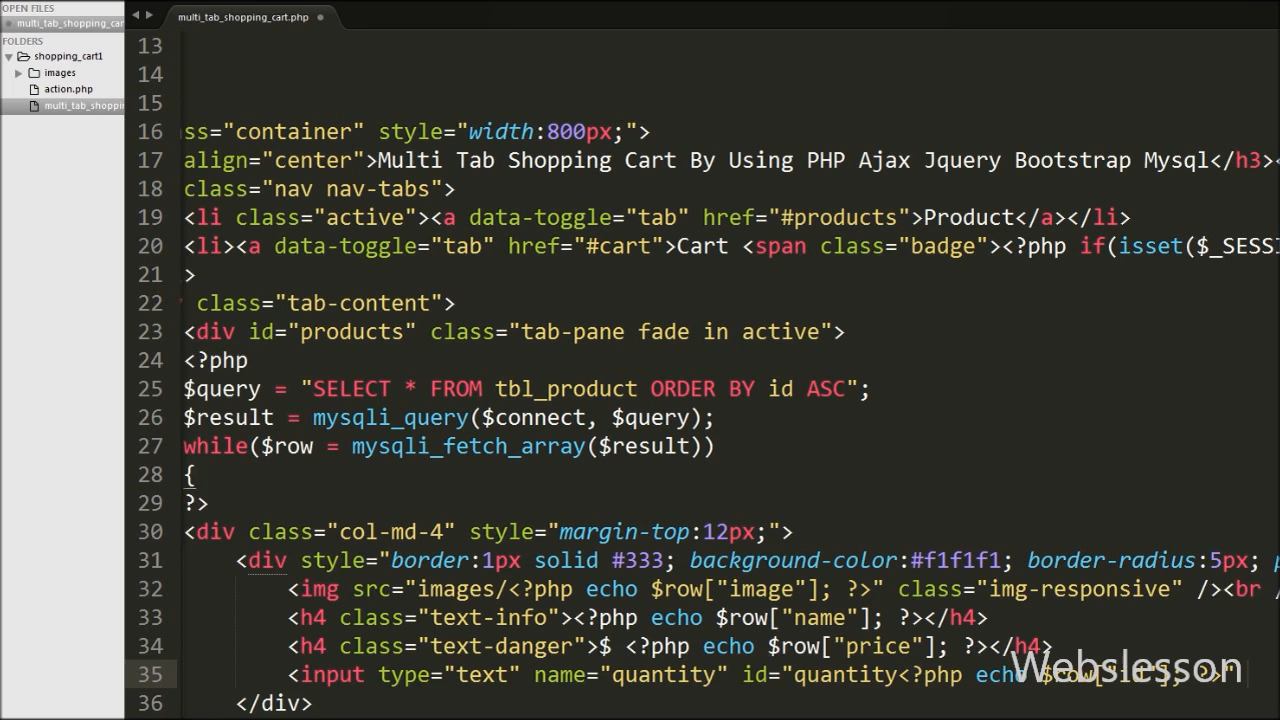 OPEN FILES
multi_tab_shopping_car
FOLDERS
shopping_cart1
images
action.php
multi_tab_shoppin
multi_tab_shopping_cart.php
13
14
15
16 ss="container" style="width:800px;">
17 align="center">Multi Tab Shopping Cart By Using PHP Ajax Jquery Bootstrap Mysql</h3><
18 class="nav nav-tabs">
19 <li class="active"><a data-toggle="tab" href="#products">Product</a></li>
20 <li><a data-toggle="tab" href="#cart">Cart <span class="badge"><?php if(isset($_SESSI
21 >
22 class="tab-content">
23 <div id="products" class="tab-pane fade in active">
24 <?php
25 $query = "SELECT * FROM tbl_product ORDER BY id ASC";
26 $result = mysqli_query($connect, $query);
27 while($row = mysqli_fetch_array($result))
28 {
29 ?>
30 <div class="col-md-4" style="margin-top:12px;">
31 <div style="border:1px solid #333; background-color:#f1f1f1; border-radius:5px; p
32 <img src="images/<?php echo $row["image"]; ?>" class="img-responsive" /><br /
33 <h4 class="text-info"><?php echo $row["name"]; ?></h4>
34 <h4 class="text-danger">$ <?php echo $row["price"]; ?></h4>
35 <input type="text" name="quantity" id="quantity<?php echo $row["id"]; ?>"
36 </div>
Webslesson